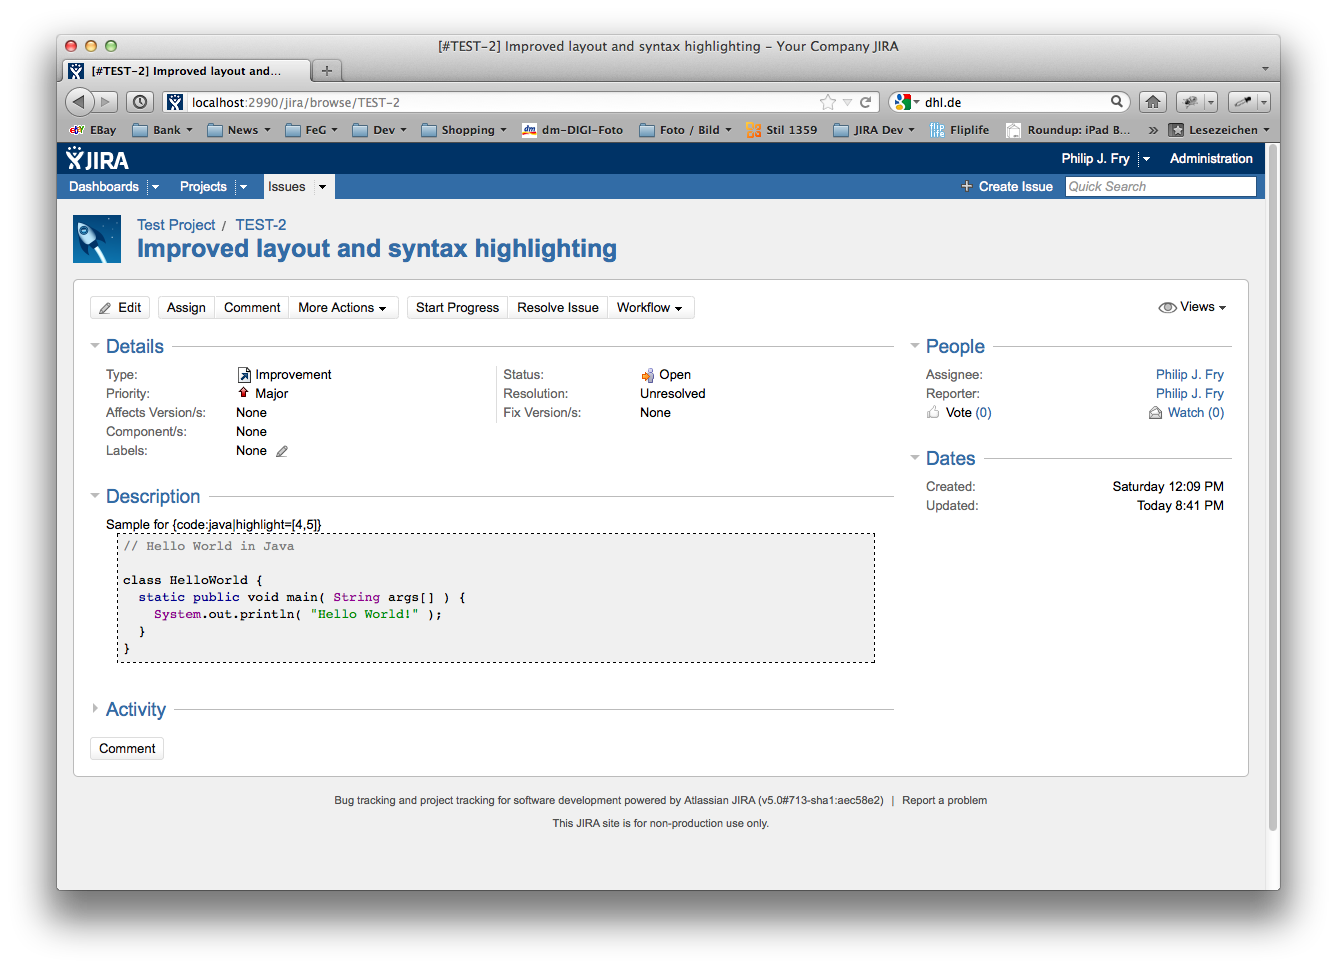 [#TEST-2] Improved layout and syntax highlighting - Your Company JIRA
[#TEST-2] Improved layout and...
localhost:2990/jira/browse/TEST-2
dhl.de
EBay Bank News FeG Dev Shopping dm dm-DIGI-Foto Foto / Bild Stil 1359 JIRA Dev Fliplife Roundup: iPad B... » Lesezeichen
JIRA
Philip J. Fry Administration
Dashboards Projects Issues + Create Issue Quick Search
Test Project / TEST-2
Improved layout and syntax highlighting
Edit Assign Comment More Actions Start Progress Resolve Issue Workflow Views
Details
Type: Improvement
Priority: Major
Affects Version/s: None
Component/s: None
Labels: None
Status: Open
Resolution: Unresolved
Fix Version/s: None
People
Assignee: Philip J. Fry
Reporter: Philip J. Fry
Vote (0) Watch (0)
Dates
Created: Saturday 12:09 PM
Updated: Today 8:41 PM
Description
Sample for {code:java|highlight=[4,5]}
// Hello World in Java
class HelloWorld {
static public void main( String args[] ) {
System.out.println( "Hello World!" );
}
}
Activity
Comment
Bug tracking and project tracking for software development powered by Atlassian JIRA (v5.0#713-sha1:aec58e2) | Report a problem
This JIRA site is for non-production use only.